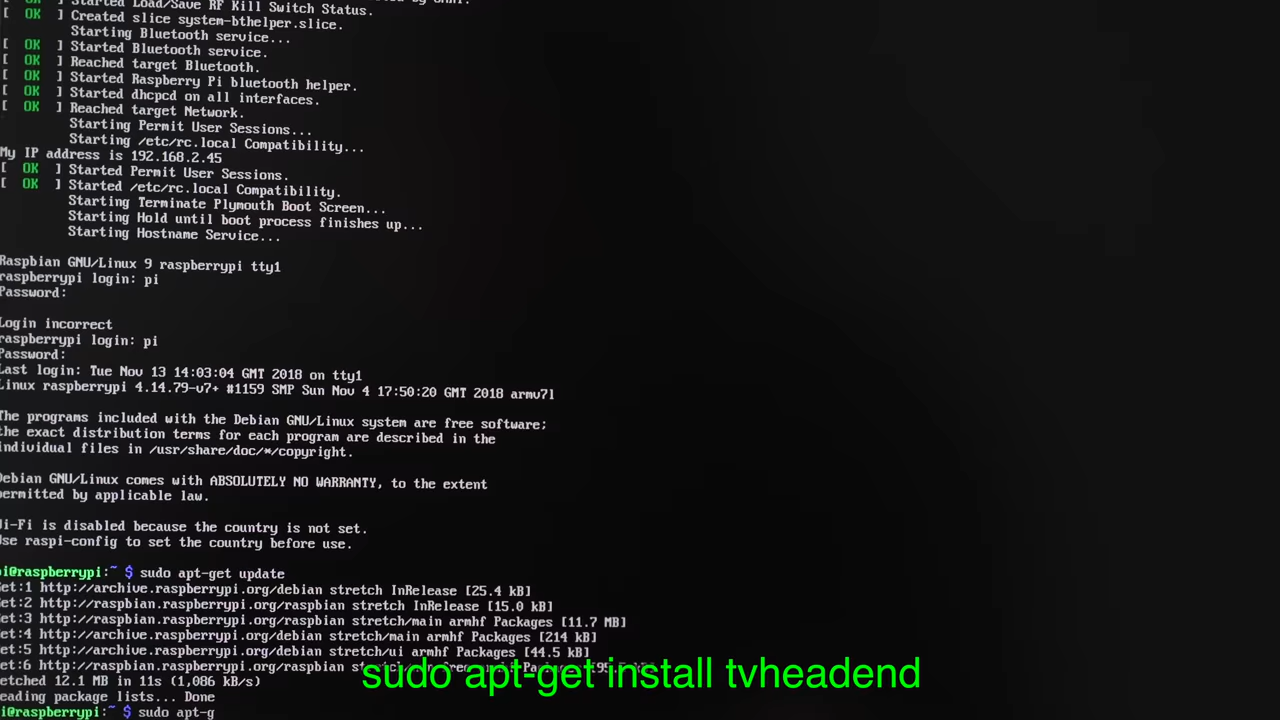 [ OK ] Started Load/Save RF Kill Switch Status.
[ OK ] Created slice system-bthelper.slice.
Starting Bluetooth service...
[ OK ] Started Bluetooth service.
[ OK ] Reached target Bluetooth.
[ OK ] Started Raspberry Pi bluetooth helper.
[ OK ] Started dhcpcd on all interfaces.
[ OK ] Reached target Network.
Starting Permit User Sessions...
Starting /etc/rc.local Compatibility...
My IP address is 192.168.2.45
[ OK ] Started Permit User Sessions.
[ OK ] Started /etc/rc.local Compatibility.
Starting Terminate Plymouth Boot Screen...
Starting Hold until boot process finishes up...
Starting Hostname Service...
Raspbian GNU/Linux 9 raspberrypi tty1
raspberrypi login: pi
Password:
Login incorrect
raspberrypi login: pi
Password:
Last login: Tue Nov 13 14:03:04 GMT 2018 on tty1
Linux raspberrypi 4.14.79-v7+ #1159 SMP Sun Nov 4 17:50:20 GMT 2018 armv7l
The programs included with the Debian GNU/Linux system are free software;
the exact distribution terms for each program are described in the
individual files in /usr/share/doc/*/copyright.
Debian GNU/Linux comes with ABSOLUTELY NO WARRANTY, to the extent
permitted by applicable law.
Wi-Fi is disabled because the country is not set.
Use raspi-config to set the country before use.
pi@raspberrypi:~ $ sudo apt-get update
Get:1 http://archive.raspberrypi.org/debian stretch InRelease [25.4 kB]
Get:2 http://raspbian.raspberrypi.org/raspbian stretch InRelease [15.0 kB]
Get:3 http://raspbian.raspberrypi.org/raspbian stretch/main armhf Packages [11.7 MB]
Get:4 http://archive.raspberrypi.org/debian stretch/main armhf Packages [214 kB]
Get:5 http://archive.raspberrypi.org/debian stretch/ui armhf Packages [44.5 kB]
Get:6 http://raspbian.raspberrypi.org/raspbian
Fetched 12.1 MB in 11s (1,086 kB/s)
Reading package lists... Done
pi@raspberrypi:~ $ sudo apt-g
sudo apt-get install tvheadend